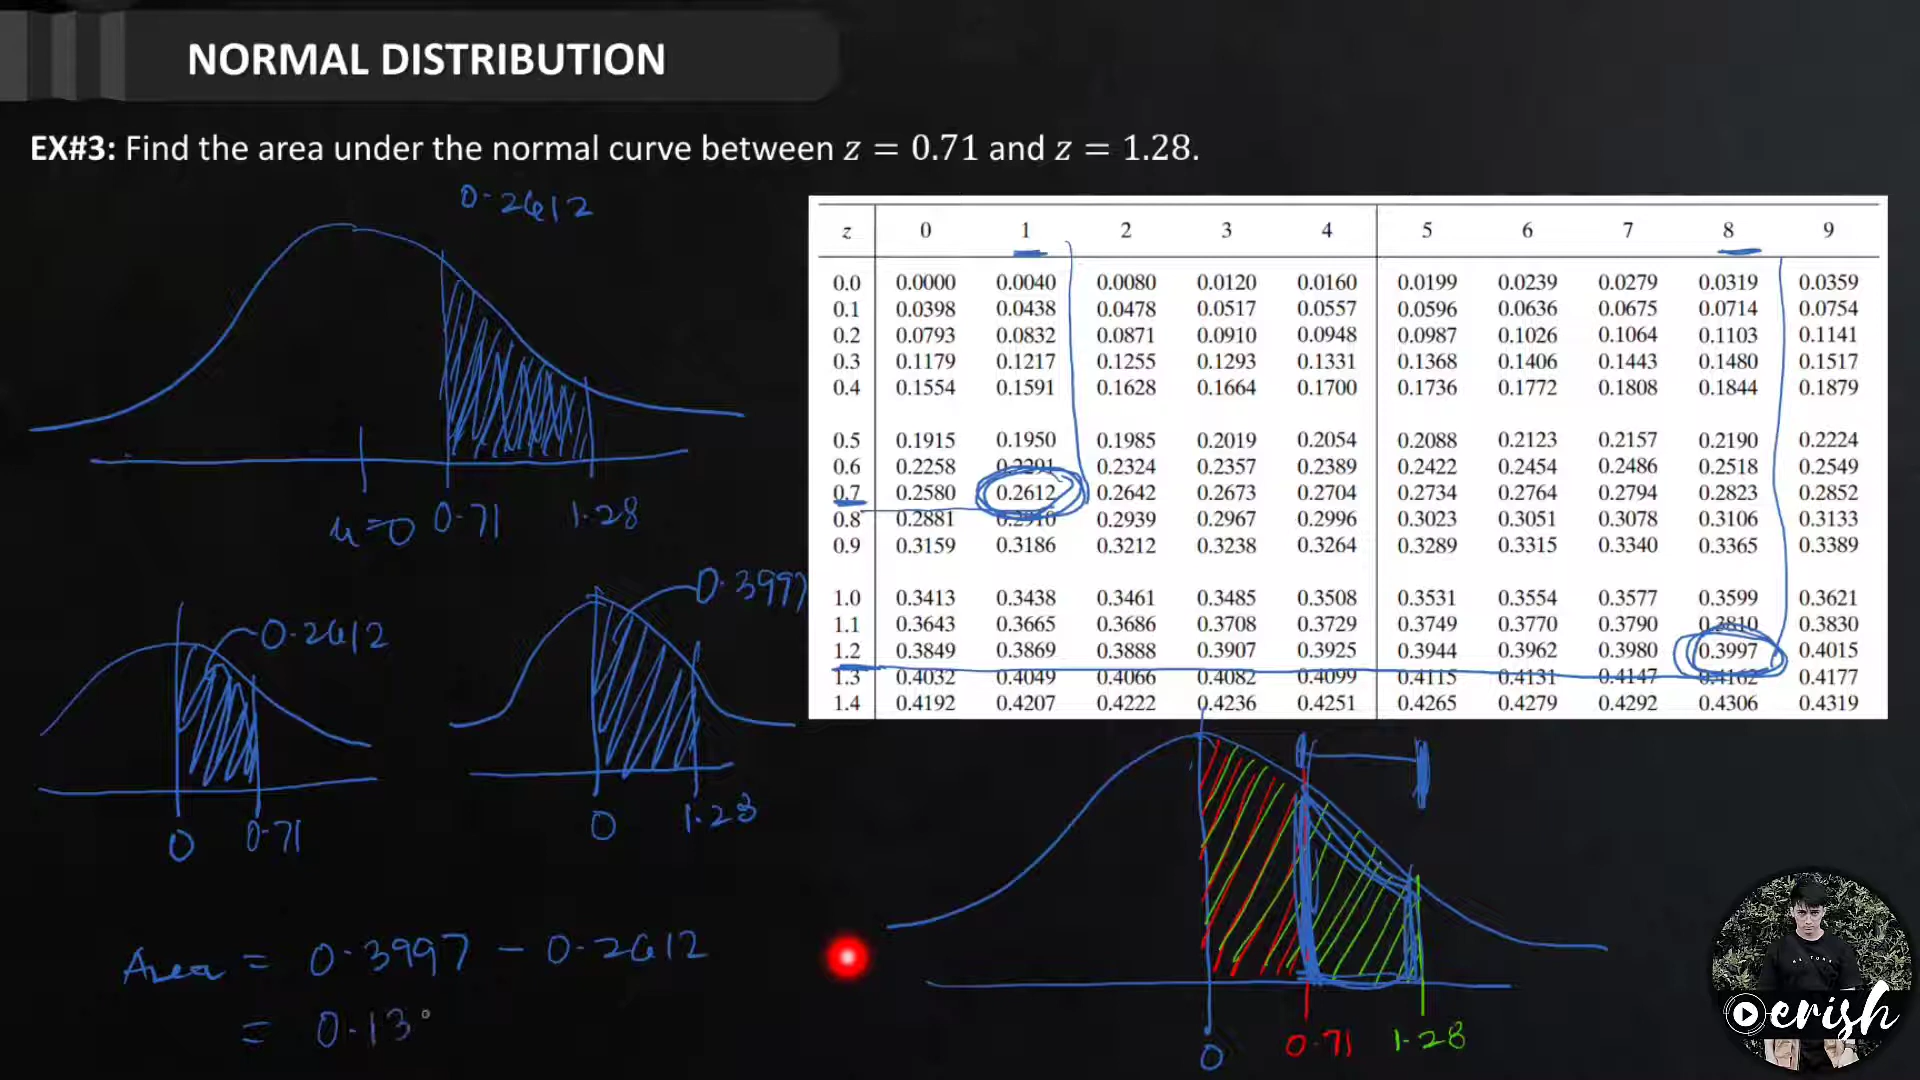 NORMAL DISTRIBUTION
EX#3: Find the area under the normal curve between z = 0.71 and z = 1.28.
0.2612
μ=0 0.71 1.28
0.2612
0 0.71
0.3997
0 1.28
Area = 0.3997 - 0.2612
= 0.13
z 0 1 2 3 4 5 6 7 8 9
0.0 0.0000 0.0040 0.0080 0.0120 0.0160 0.0199 0.0239 0.0279 0.0319 0.0359
0.1 0.0398 0.0438 0.0478 0.0517 0.0557 0.0596 0.0636 0.0675 0.0714 0.0754
0.2 0.0793 0.0832 0.0871 0.0910 0.0948 0.0987 0.1026 0.1064 0.1103 0.1141
0.3 0.1179 0.1217 0.1255 0.1293 0.1331 0.1368 0.1406 0.1443 0.1480 0.1517
0.4 0.1554 0.1591 0.1628 0.1664 0.1700 0.1736 0.1772 0.1808 0.1844 0.1879
0.5 0.1915 0.1950 0.1985 0.2019 0.2054 0.2088 0.2123 0.2157 0.2190 0.2224
0.6 0.2258 0.2291 0.2324 0.2357 0.2389 0.2422 0.2454 0.2486 0.2518 0.2549
0.7 0.2580 0.2612 0.2642 0.2673 0.2704 0.2734 0.2764 0.2794 0.2823 0.2852
0.8 0.2881 0.2910 0.2939 0.2967 0.2996 0.3023 0.3051 0.3078 0.3106 0.3133
0.9 0.3159 0.3186 0.3212 0.3238 0.3264 0.3289 0.3315 0.3340 0.3365 0.3389
1.0 0.3413 0.3438 0.3461 0.3485 0.3508 0.3531 0.3554 0.3577 0.3599 0.3621
1.1 0.3643 0.3665 0.3686 0.3708 0.3729 0.3749 0.3770 0.3790 0.3810 0.3830
1.2 0.3849 0.3869 0.3888 0.3907 0.3925 0.3944 0.3962 0.3980 0.3997 0.4015
1.3 0.4032 0.4049 0.4066 0.4082 0.4099 0.4115 0.4131 0.4147 0.4162 0.4177
1.4 0.4192 0.4207 0.4222 0.4236 0.4251 0.4265 0.4279 0.4292 0.4306 0.4319
0 0.71 1.28
erish